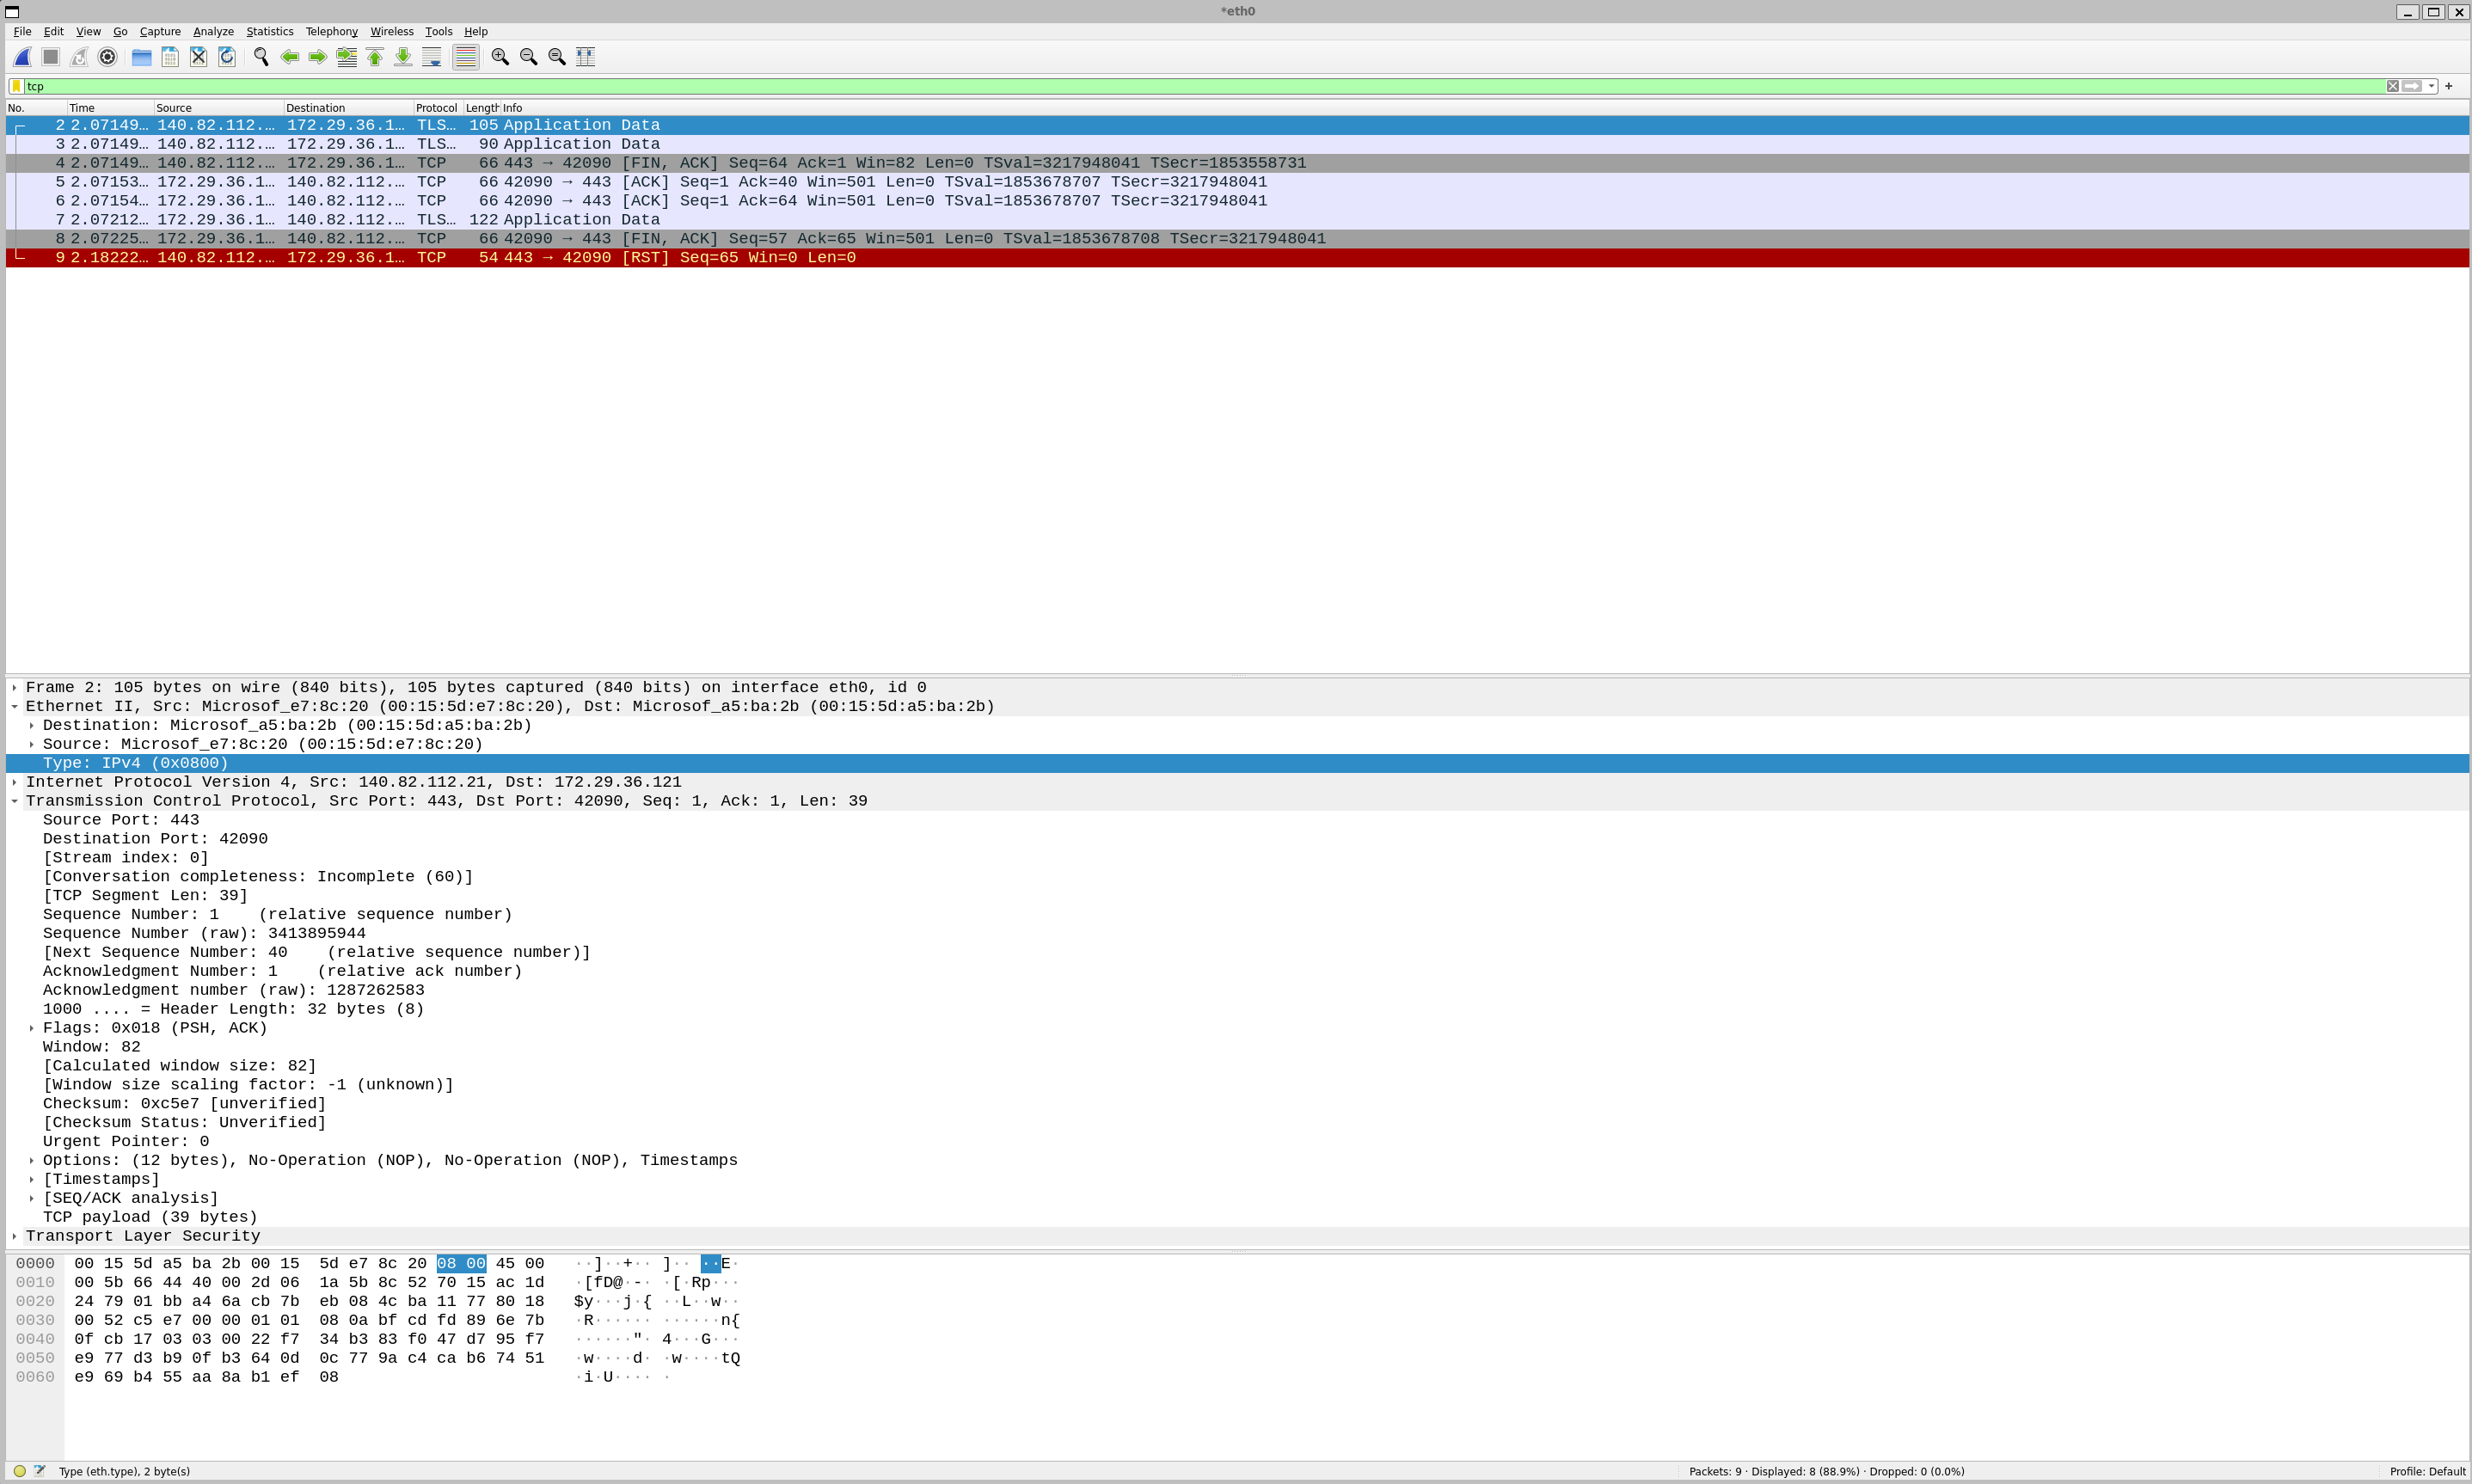 *eth0
File Edit View Go Capture Analyze Statistics Telephony Wireless Tools Help
tcp
No. Time Source Destination Protocol Length Info
2 2.07149… 140.82.112.… 172.29.36.1… TLS… 105 Application Data
3 2.07149… 140.82.112.… 172.29.36.1… TLS… 90 Application Data
4 2.07149… 140.82.112.… 172.29.36.1… TCP 66 443 → 42090 [FIN, ACK] Seq=64 Ack=1 Win=82 Len=0 TSval=3217948041 TSecr=1853558731
5 2.07153… 172.29.36.1… 140.82.112.… TCP 66 42090 → 443 [ACK] Seq=1 Ack=40 Win=501 Len=0 TSval=1853678707 TSecr=3217948041
6 2.07154… 172.29.36.1… 140.82.112.… TCP 66 42090 → 443 [ACK] Seq=1 Ack=64 Win=501 Len=0 TSval=1853678707 TSecr=3217948041
7 2.07212… 172.29.36.1… 140.82.112.… TLS… 122 Application Data
8 2.07225… 172.29.36.1… 140.82.112.… TCP 66 42090 → 443 [FIN, ACK] Seq=57 Ack=65 Win=501 Len=0 TSval=1853678708 TSecr=3217948041
9 2.18222… 140.82.112.… 172.29.36.1… TCP 54 443 → 42090 [RST] Seq=65 Win=0 Len=0
Frame 2: 105 bytes on wire (840 bits), 105 bytes captured (840 bits) on interface eth0, id 0
Ethernet II, Src: Microsof_e7:8c:20 (00:15:5d:e7:8c:20), Dst: Microsof_a5:ba:2b (00:15:5d:a5:ba:2b)
Destination: Microsof_a5:ba:2b (00:15:5d:a5:ba:2b)
Source: Microsof_e7:8c:20 (00:15:5d:e7:8c:20)
Type: IPv4 (0x0800)
Internet Protocol Version 4, Src: 140.82.112.21, Dst: 172.29.36.121
Transmission Control Protocol, Src Port: 443, Dst Port: 42090, Seq: 1, Ack: 1, Len: 39
Source Port: 443
Destination Port: 42090
[Stream index: 0]
[Conversation completeness: Incomplete (60)]
[TCP Segment Len: 39]
Sequence Number: 1 (relative sequence number)
Sequence Number (raw): 3413895944
[Next Sequence Number: 40 (relative sequence number)]
Acknowledgment Number: 1 (relative ack number)
Acknowledgment number (raw): 1287262583
1000 .... = Header Length: 32 bytes (8)
Flags: 0x018 (PSH, ACK)
Window: 82
[Calculated window size: 82]
[Window size scaling factor: -1 (unknown)]
Checksum: 0xc5e7 [unverified]
[Checksum Status: Unverified]
Urgent Pointer: 0
Options: (12 bytes), No-Operation (NOP), No-Operation (NOP), Timestamps
[Timestamps]
[SEQ/ACK analysis]
TCP payload (39 bytes)
Transport Layer Security
0000 00 15 5d a5 ba 2b 00 15 5d e7 8c 20 08 00 45 00 ··]··+·· ]·· ··E·
0010 00 5b 66 44 40 00 2d 06 1a 5b 8c 52 70 15 ac 1d ·[fD@·-· ·[·Rp···
0020 24 79 01 bb a4 6a cb 7b eb 08 4c ba 11 77 80 18 $y···j·{ ··L··w··
0030 00 52 c5 e7 00 00 01 01 08 0a bf cd fd 89 6e 7b ·R······ ······n{
0040 0f cb 17 03 03 00 22 f7 34 b3 83 f0 47 d7 95 f7 ······"· 4···G···
0050 e9 77 d3 b9 0f b3 64 0d 0c 77 9a c4 ca b6 74 51 ·w····d· ·w····tQ
0060 e9 69 b4 55 aa 8a b1 ef 08 ·i·U···· ·
Type (eth.type), 2 byte(s) Packets: 9 · Displayed: 8 (88.9%) · Dropped: 0 (0.0%) Profile: Default